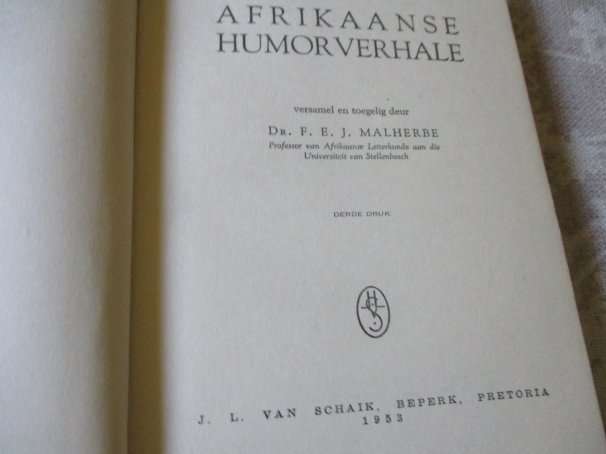 AFRIKAANSE
HUMORVERHALE
versamel en toegelig deur
DR. F. E. J. MALHERBE
Professor van Afrikaanse Letterkunde aan die
Universiteit van Stellenbosch
DERDE DRUK
J. L. VAN SCHAIK, BEPERK, PRETORIA
1953